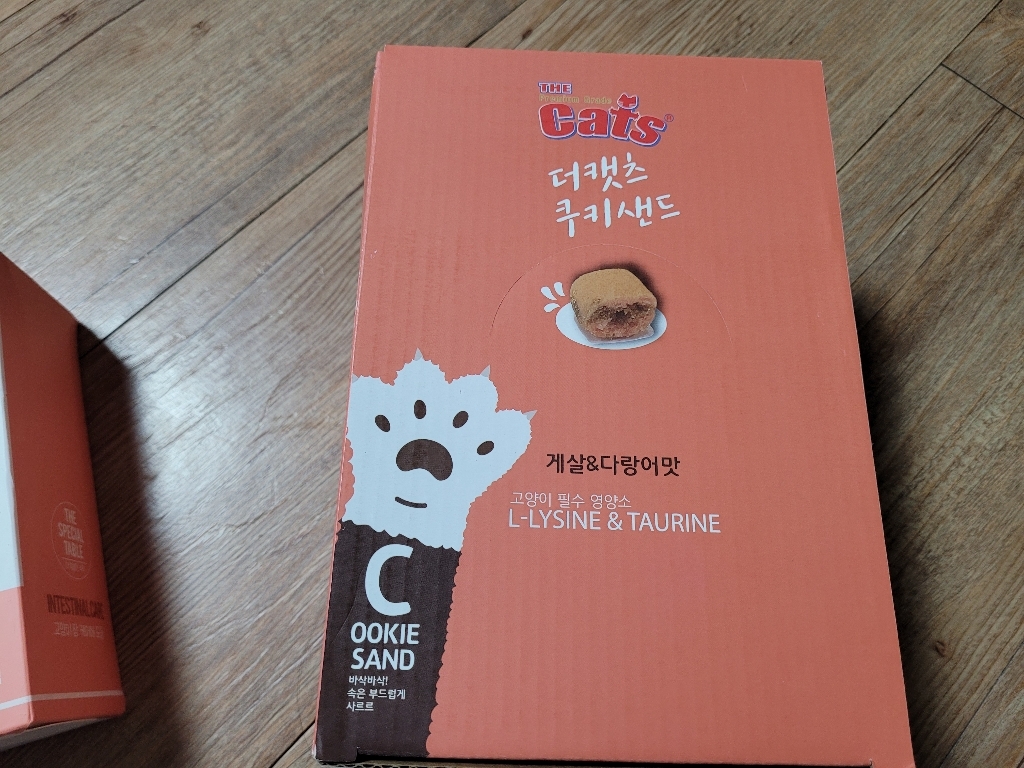 THE
Premium Grade
Cats®
더캣츠
쿠키샌드
게살&다랑어맛
고양이 필수 영양소
L-LYSINE & TAURINE
C
OOKIE
SAND
바삭바삭!
속은 부드럽게
사르르
THE
SPECIAL
TABLE
INTESTINAL CARE